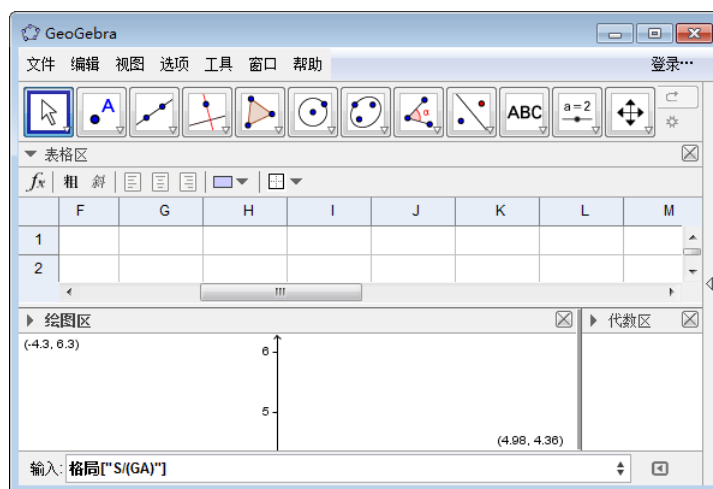 GeoGebra
文件 编辑 视图 选项 工具 窗口 帮助 登录…
A α ABC a=2
表格区
fx 粗 斜
F G H I J K L M
1
2
绘图区 代数区
(-4.3, 6.3)
6
5
(4.98, 4.36)
输入: 格局["S/(GA)"]